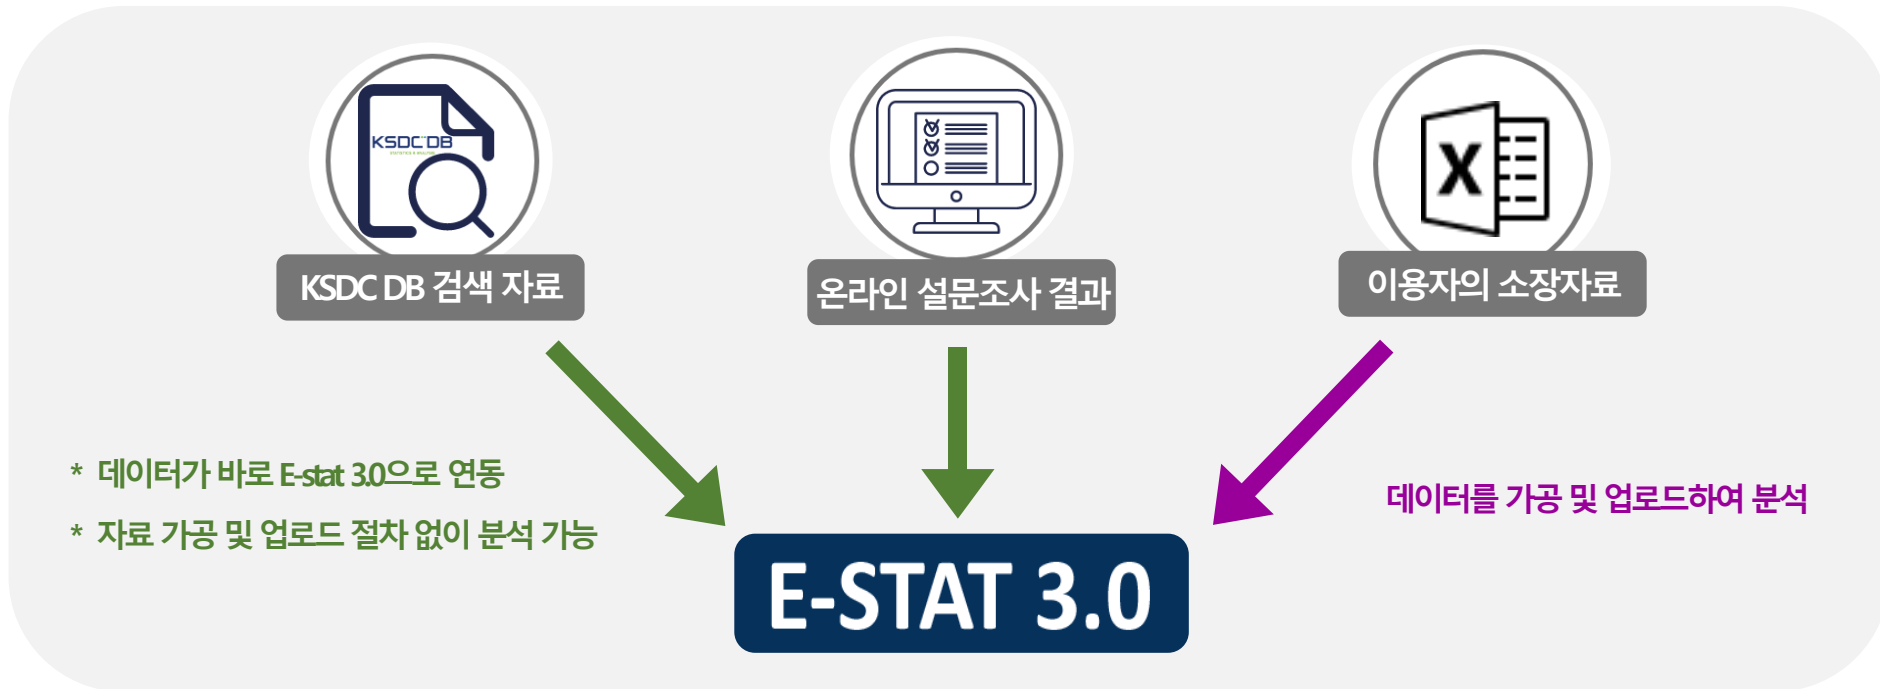 KSDC DB
KSDC DB 검색 자료
온라인 설문조사 결과
X
이용자의 소장자료
* 데이터가 바로 E-stat 3.0으로 연동
* 자료 가공 및 업로드 절차 없이 분석 가능
데이터를 가공 및 업로드하여 분석
E-STAT 3.0